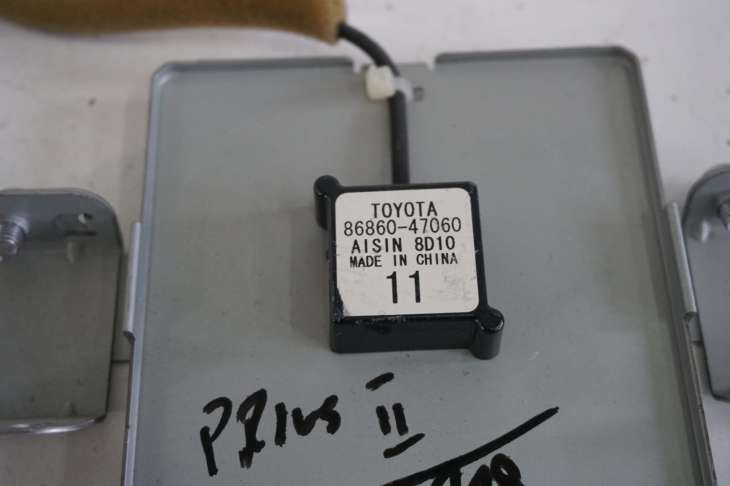 TOYOTA
86860-47060
AISIN 8D10
MADE IN CHINA
11
PRIus II